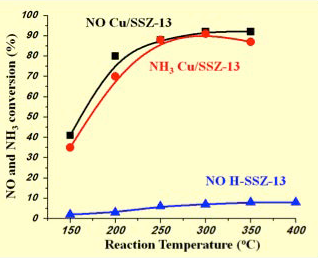 100
90
80
70
60
50
40
30
20
10
0
NO and NH3 conversion (%)
NO Cu/SSZ-13
NH3 Cu/SSZ-13
NO H-SSZ-13
150 200 250 300 350 400
Reaction Temperature (°C)